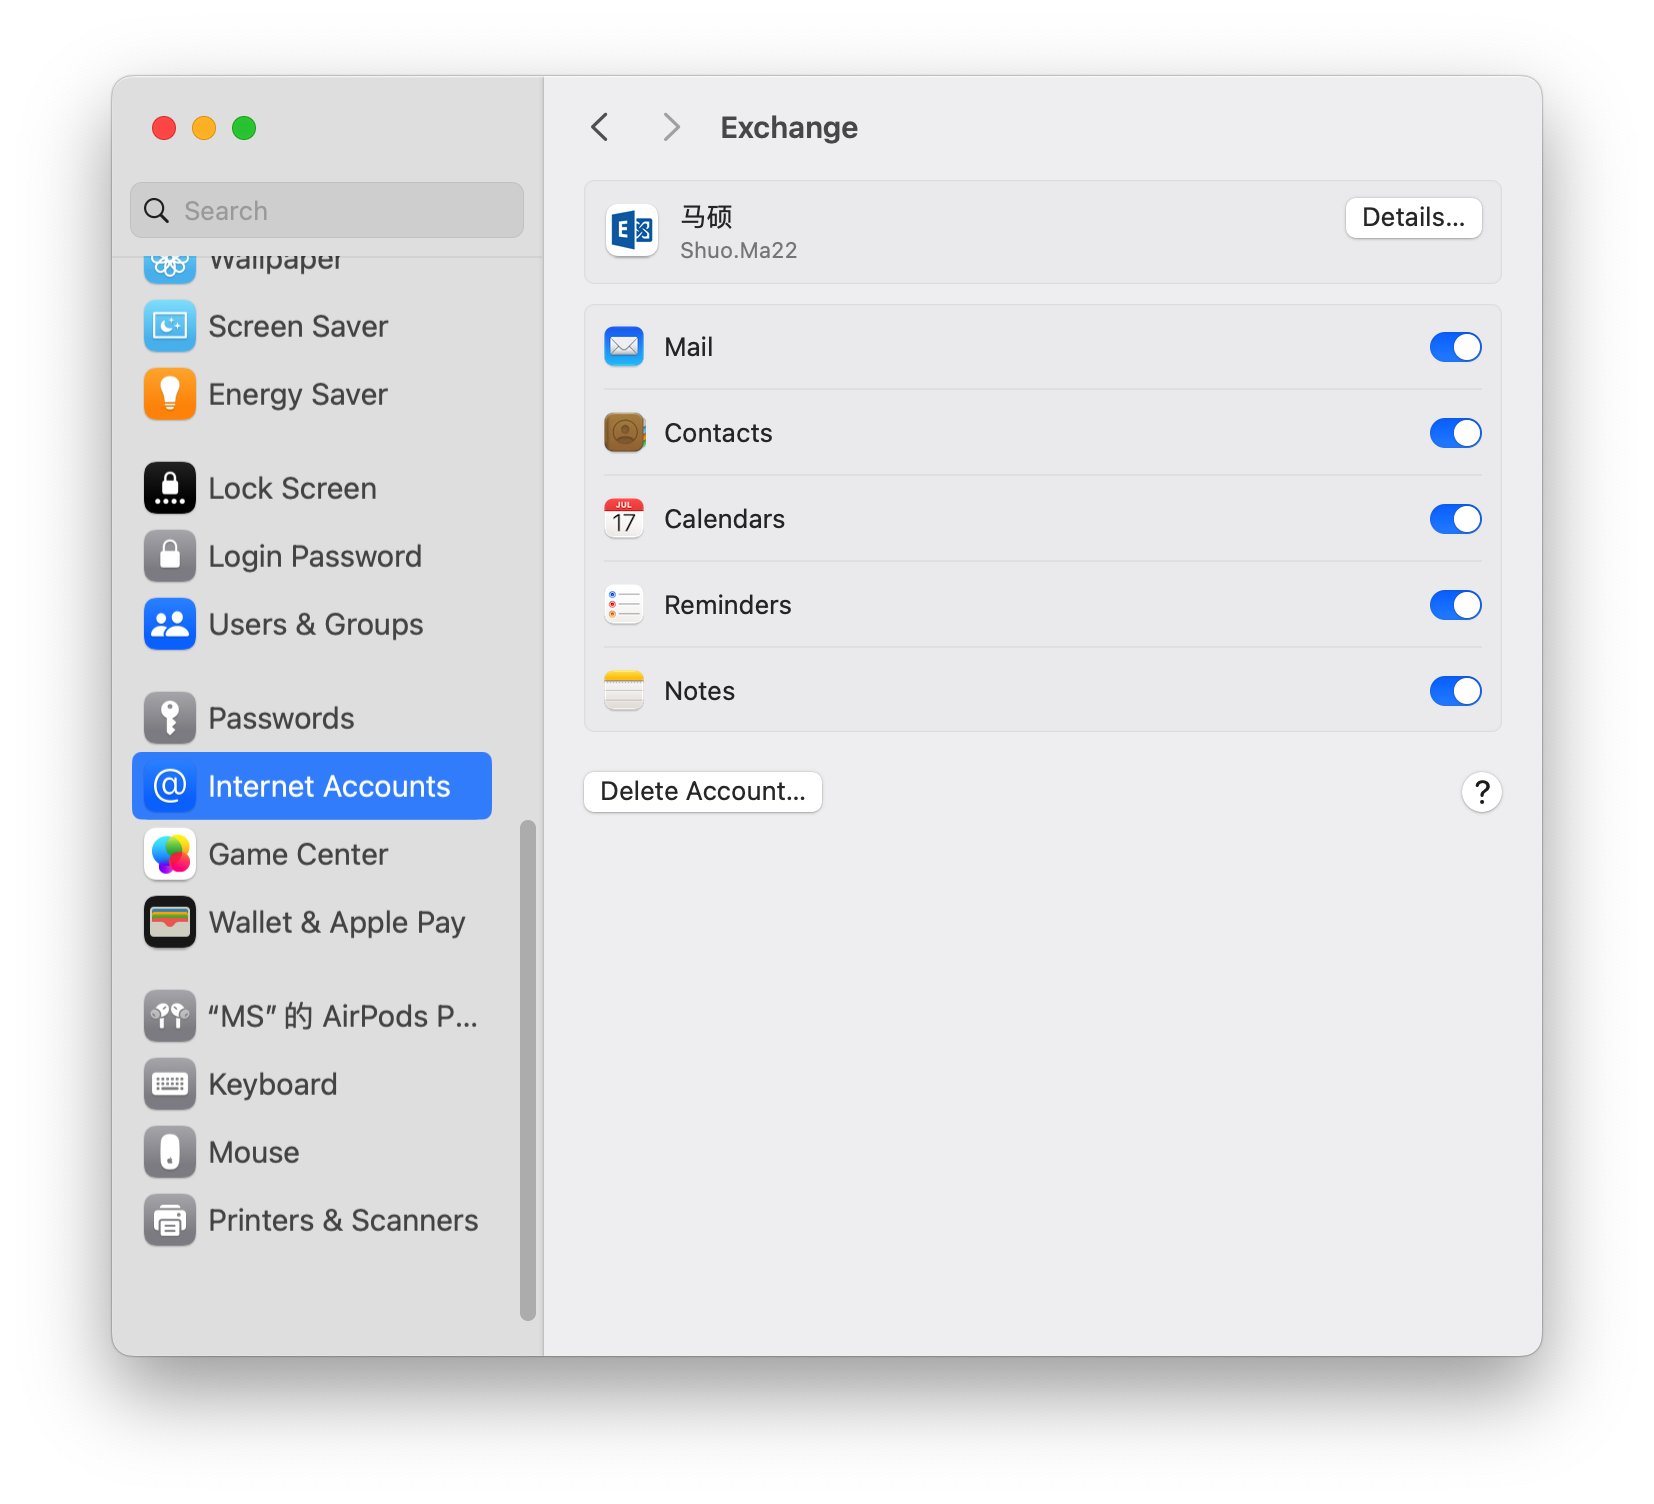 Search
Wallpaper
Screen Saver
Energy Saver
Lock Screen
Login Password
Users & Groups
Passwords
@ Internet Accounts
Game Center
Wallet & Apple Pay
“MS” 的 AirPods P...
Keyboard
Mouse
Printers & Scanners
Exchange
E
马硕
Shuo.Ma22
Details...
Mail
Contacts
JUL
17
Calendars
Reminders
Notes
Delete Account...
?